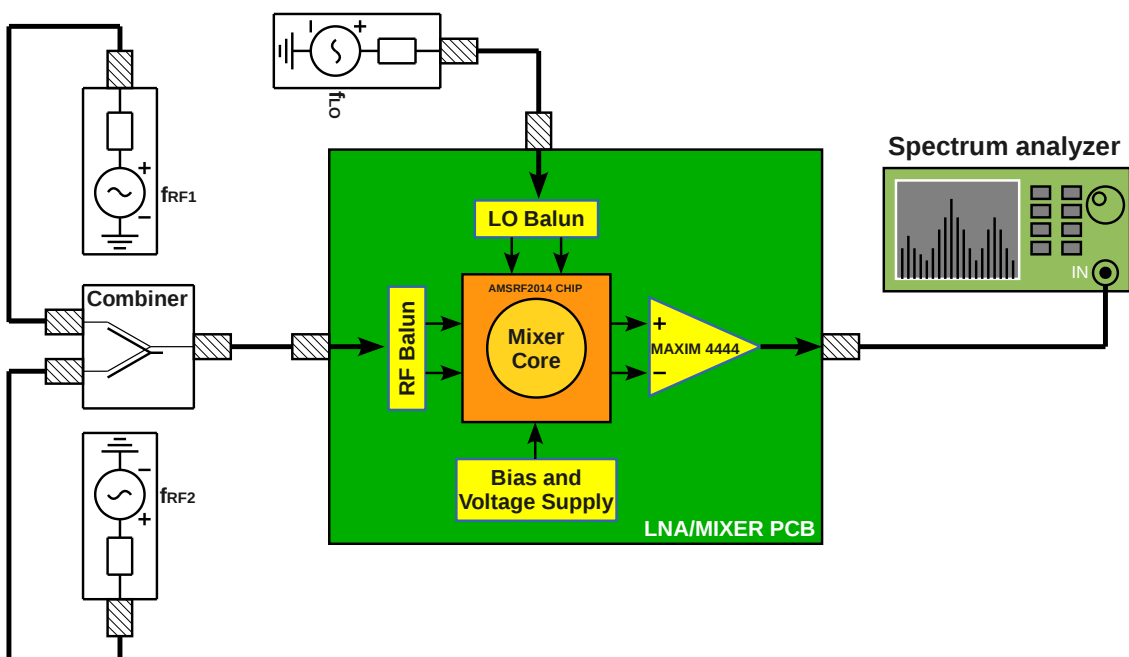 fLO
Spectrum analyzer
fRF1
LO Balun
IN
Combiner
AMSRF2014 CHIP
RF Balun
Mixer
Core
MAXIM 4444
fRF2
Bias and
Voltage Supply
LNA/MIXER PCB